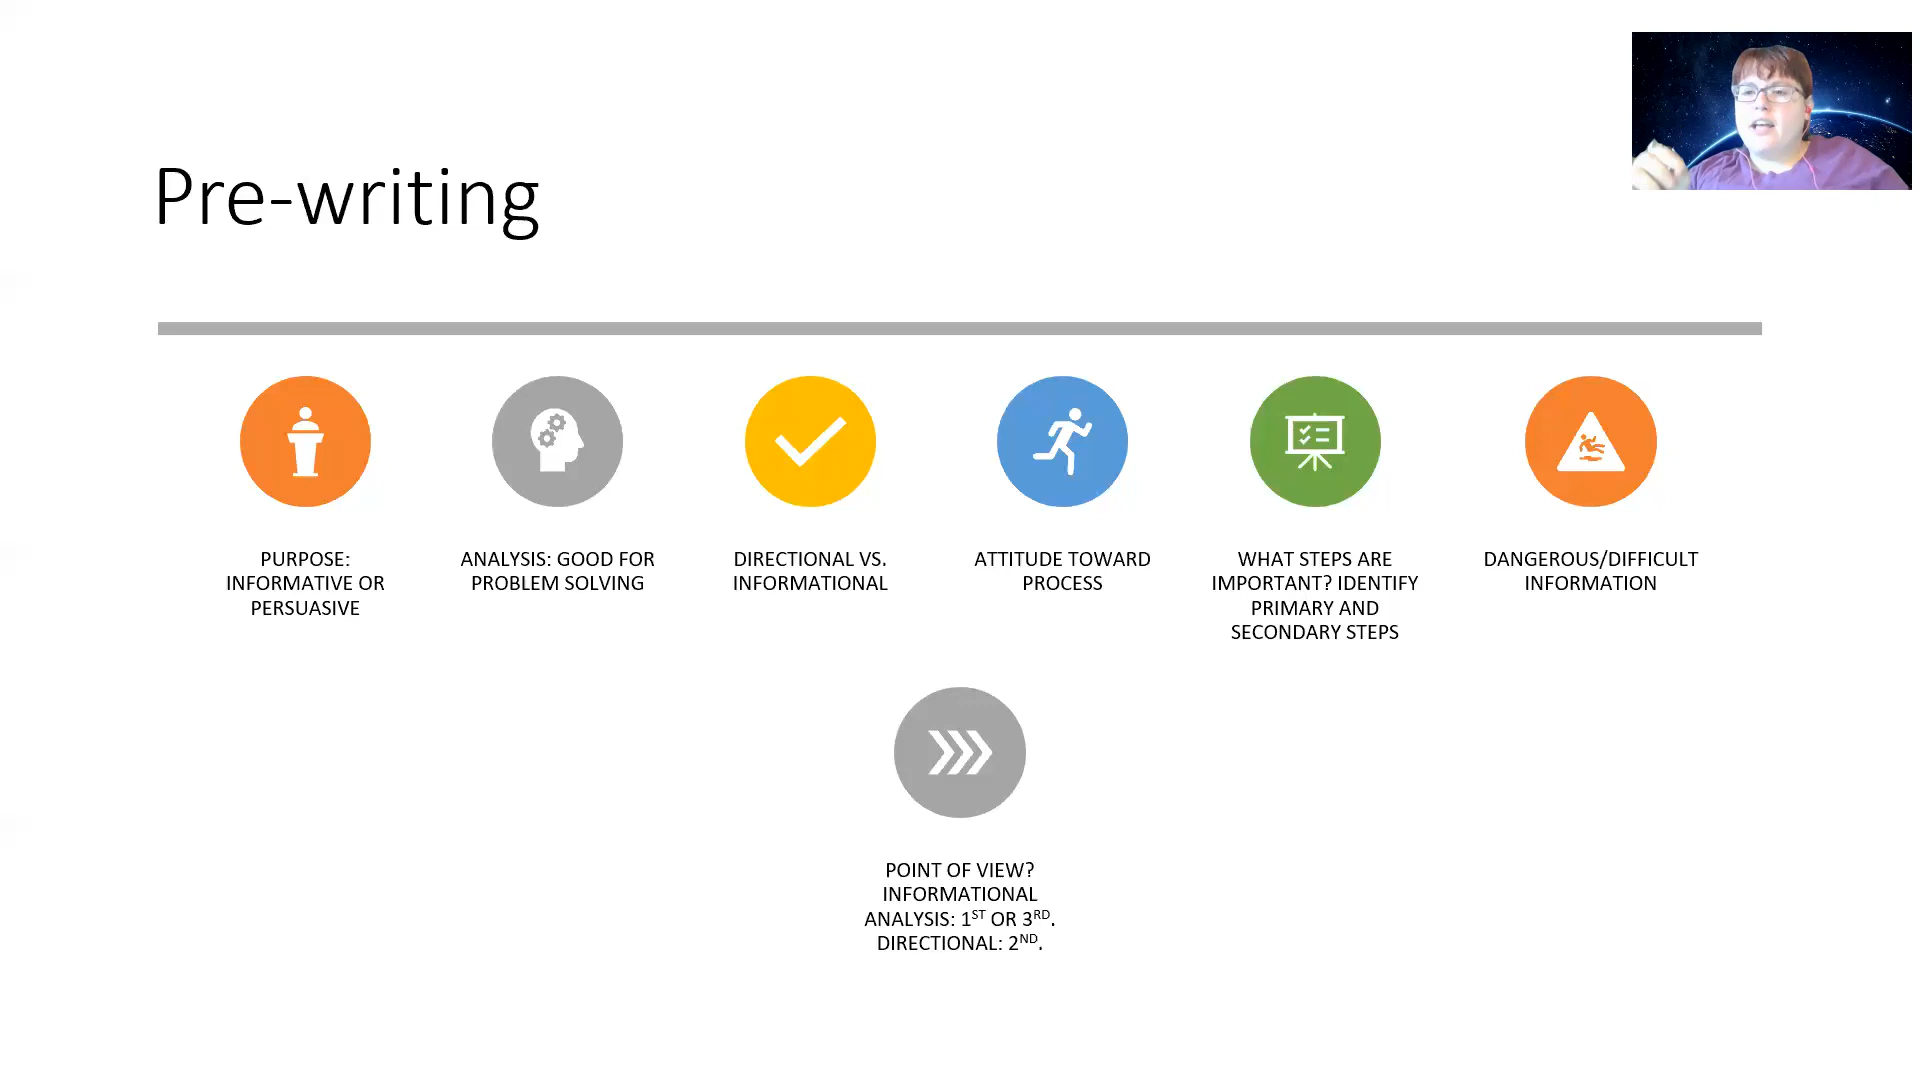 Pre-writing
PURPOSE:
INFORMATIVE OR
PERSUASIVE
ANALYSIS: GOOD FOR
PROBLEM SOLVING
DIRECTIONAL VS.
INFORMATIONAL
ATTITUDE TOWARD
PROCESS
WHAT STEPS ARE
IMPORTANT? IDENTIFY
PRIMARY AND
SECONDARY STEPS
DANGEROUS/DIFFICULT
INFORMATION
POINT OF VIEW?
INFORMATIONAL
ANALYSIS: 1ST OR 3RD.
DIRECTIONAL: 2ND.